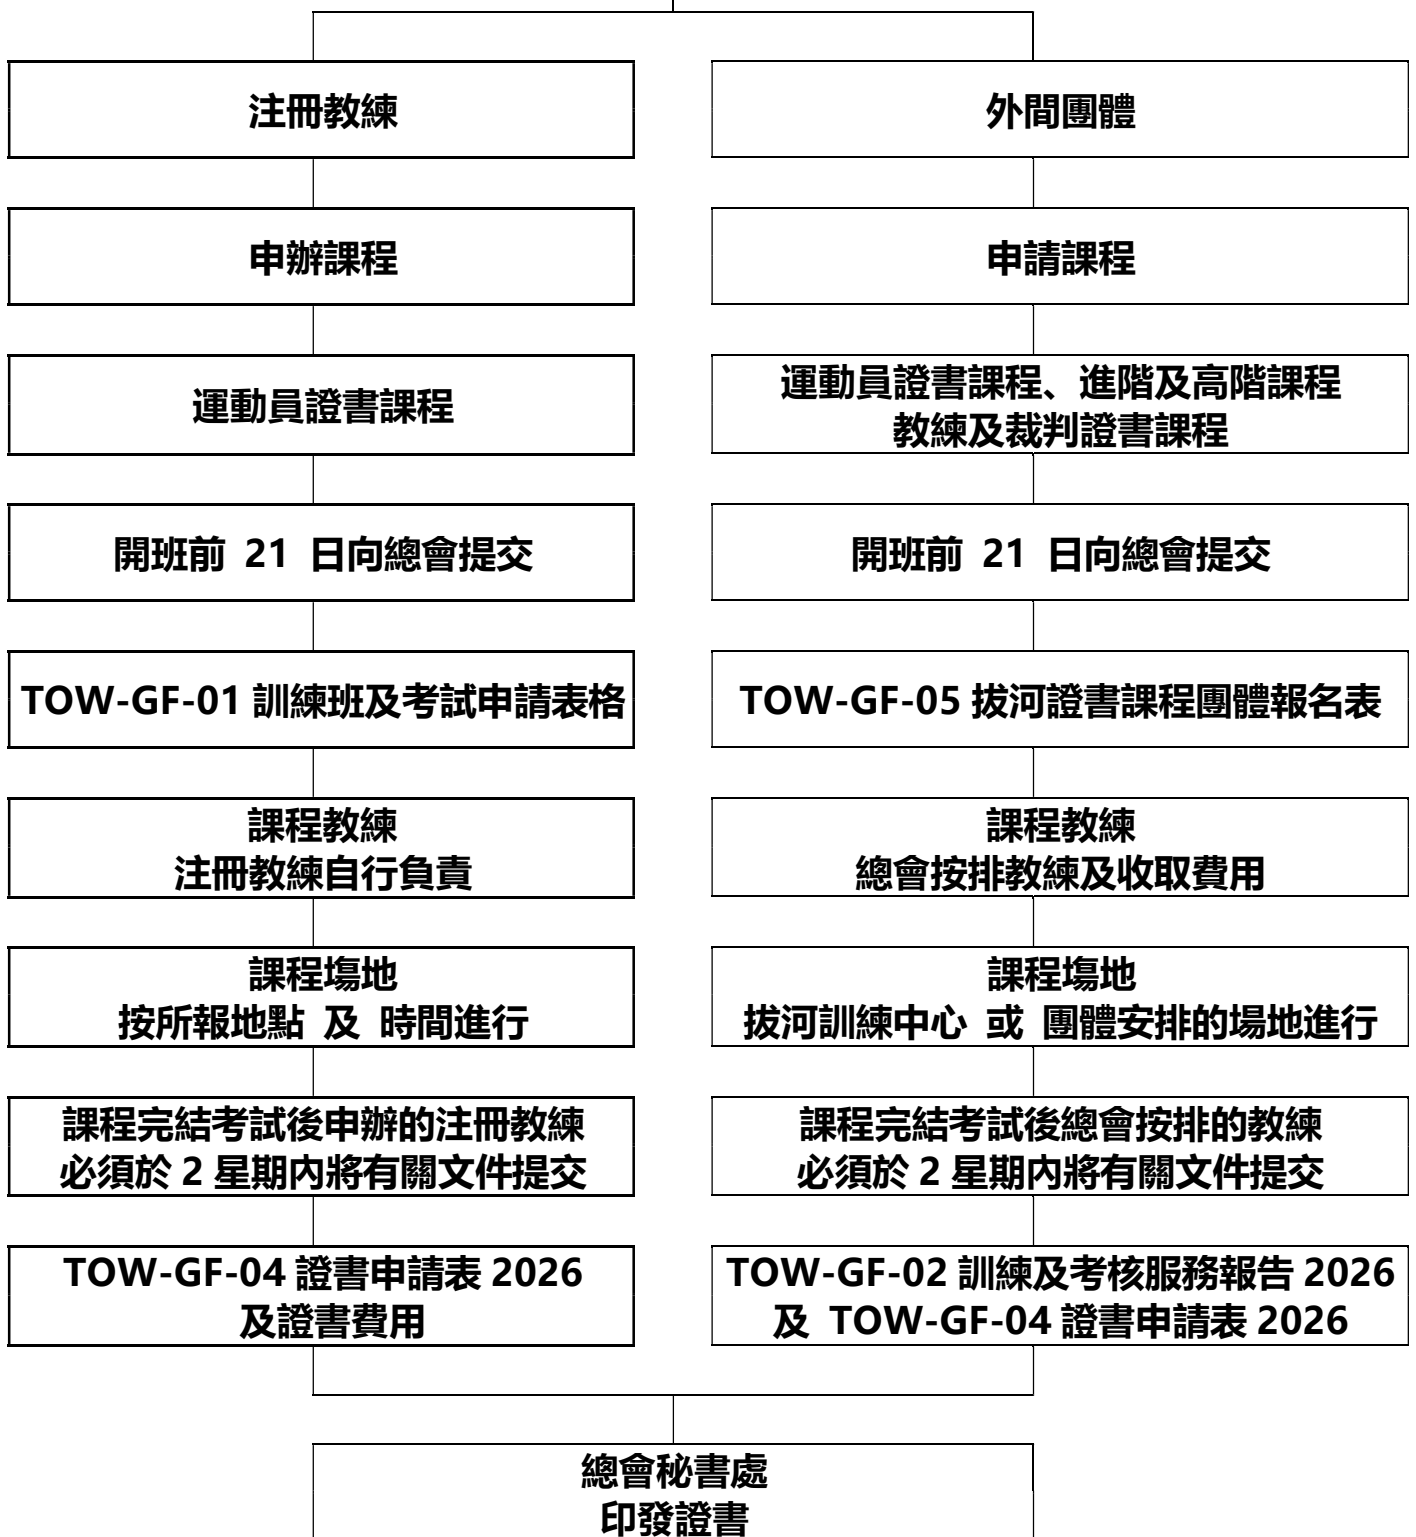 注冊教練
外間團體
申辦課程
申請課程
運動員證書課程
運動員證書課程、進階及高階課程
教練及裁判證書課程
開班前 21 日向總會提交
開班前 21 日向總會提交
TOW-GF-01 訓練班及考試申請表格
TOW-GF-05 拔河證書課程團體報名表
課程教練
注冊教練自行負責
課程教練
總會按排教練及收取費用
課程塲地
按所報地點 及 時間進行
課程塲地
拔河訓練中心 或 團體安排的場地進行
課程完結考試後申辦的注冊教練
必須於 2 星期內將有關文件提交
課程完結考試後總會按排的教練
必須於 2 星期內將有關文件提交
TOW-GF-04 證書申請表 2026
及證書費用
TOW-GF-02 訓練及考核服務報告 2026
及 TOW-GF-04 證書申請表 2026
總會秘書處
印發證書